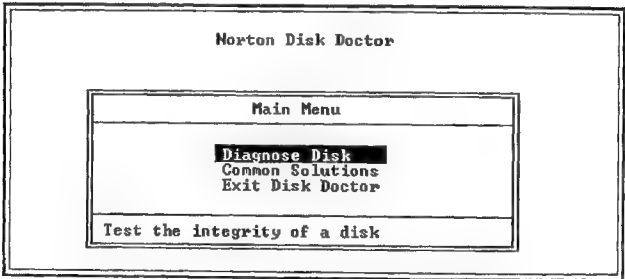 Norton Disk Doctor
Main Menu
Diagnose Disk
Common Solutions
Exit Disk Doctor
Test the integrity of a disk